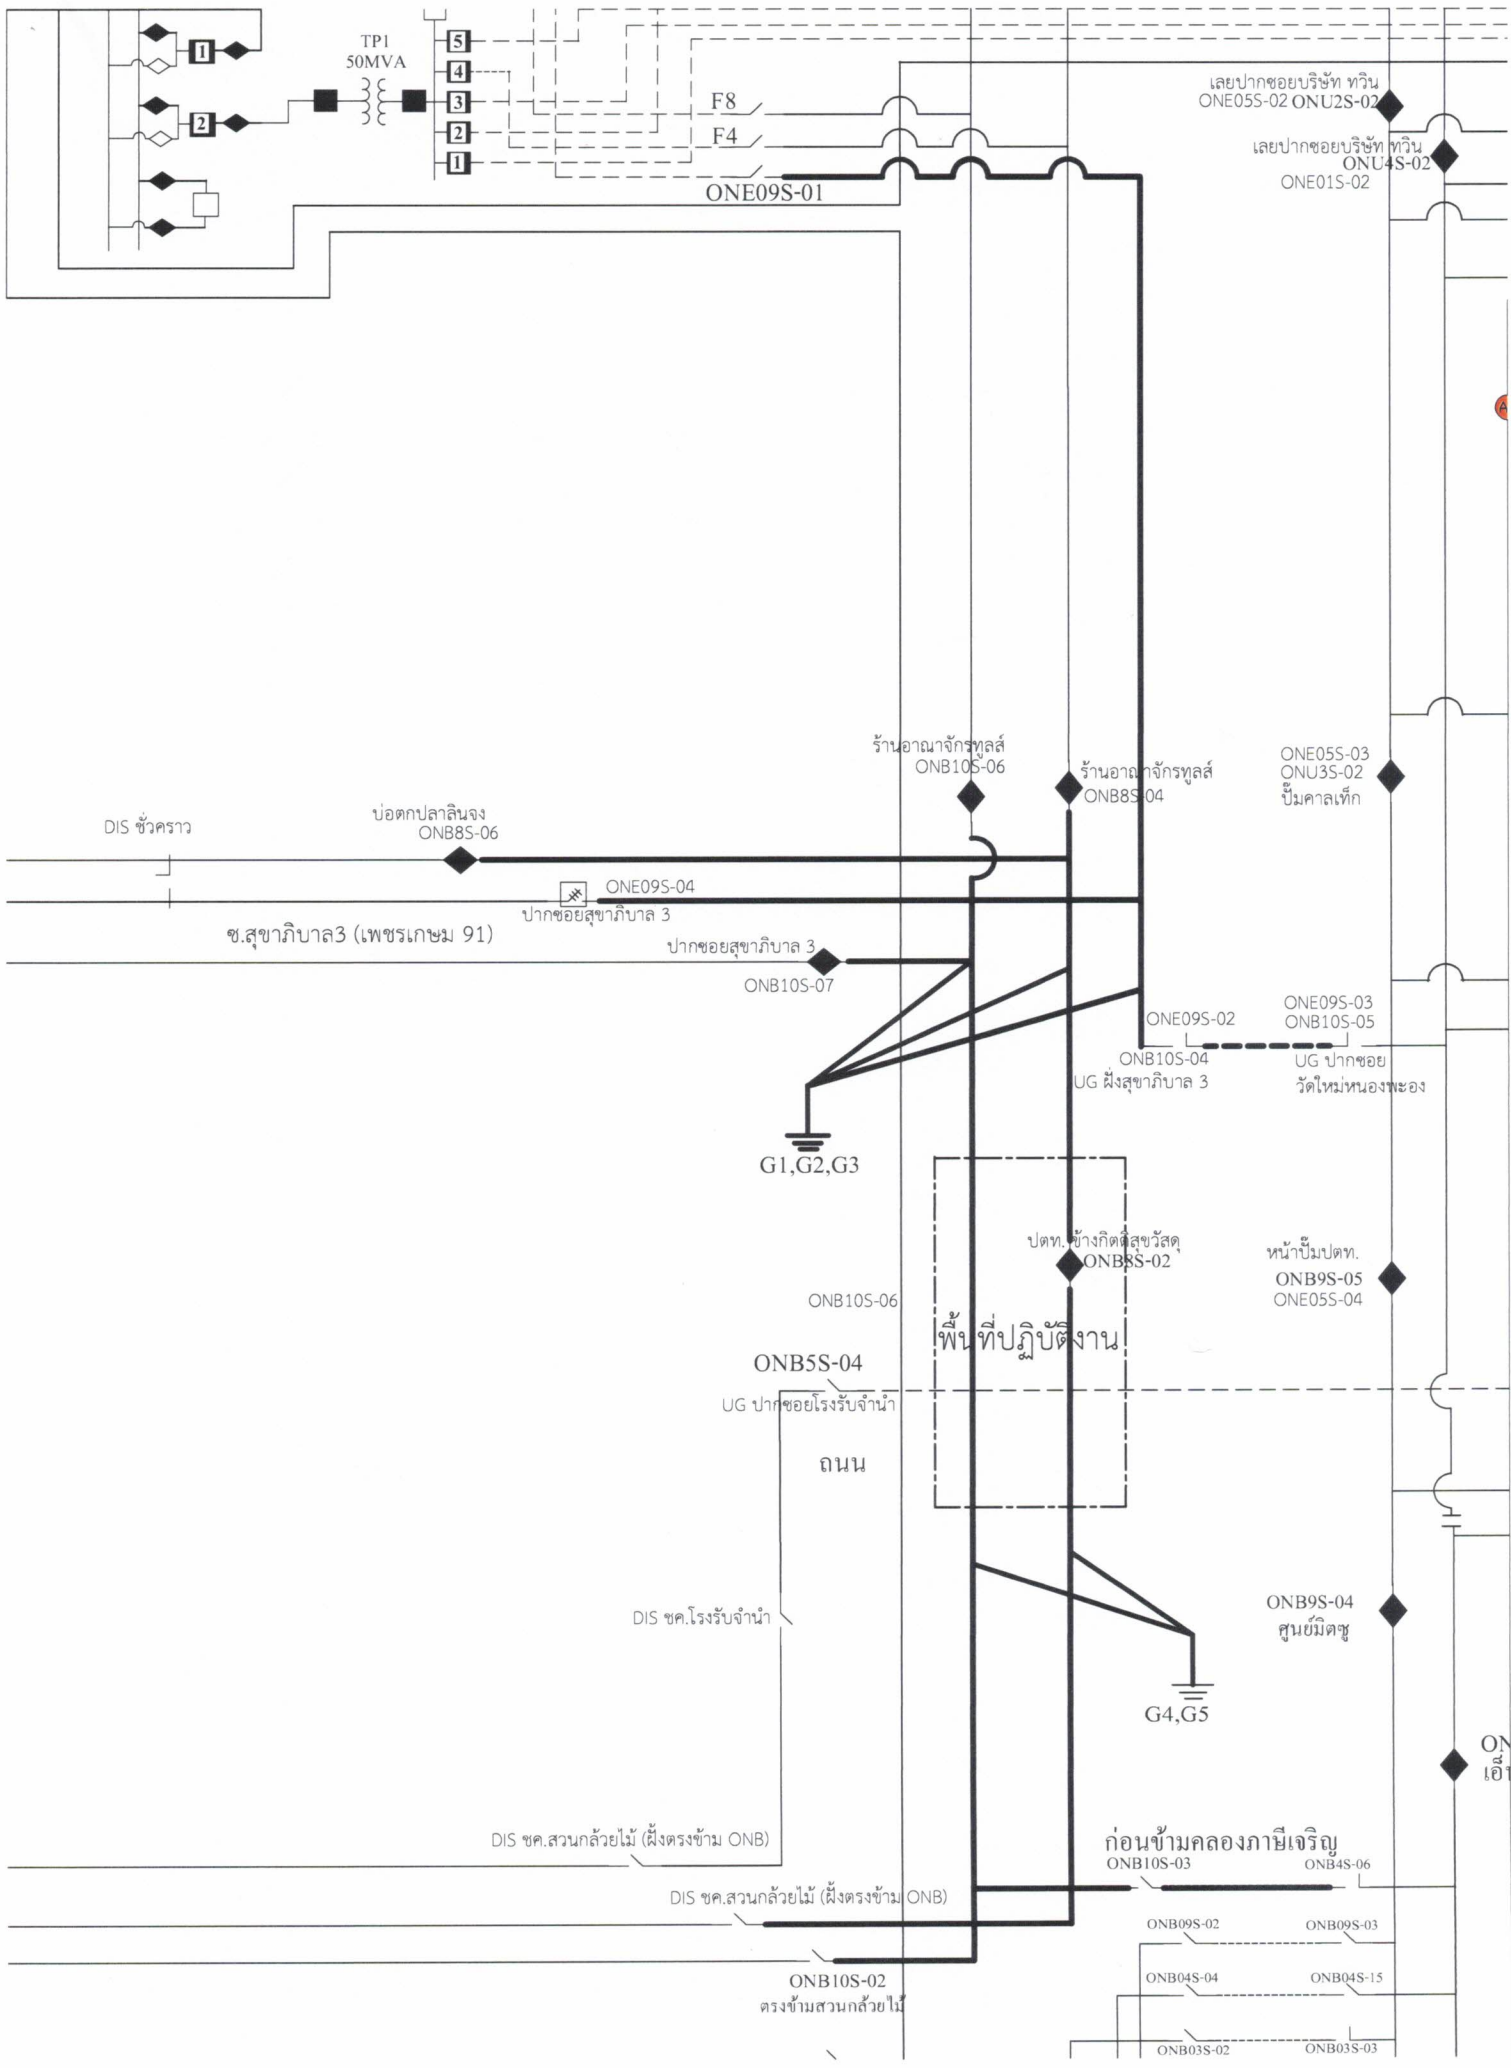 1
2
TP1
50MVA
5
4
3
2
1
F8
F4
ONE09S-01
เลยปากซอยบริษัท ทวิน
ONE05S-02 ONU2S-02
เลยปากซอยบริษัท ทวิน
ONU4S-02
ONE01S-02
A
ร้านอาณาจักรทูลส์
ONB10S-06
ร้านอาณาจักรทูลส์
ONB8S-04
ONE05S-03
ONU3S-02
ปั๊มคาลเท็ก
DIS ชั่วคราว
บ่อตกปลาลินจง
ONB8S-06
ONE09S-04
ปากซอยสุขาภิบาล 3
ซ.สุขาภิบาล3 (เพชรเกษม 91)
ปากซอยสุขาภิบาล 3
ONB10S-07
ONE09S-02
ONB10S-04
UG ฝั่งสุขาภิบาล 3
ONE09S-03
ONB10S-05
UG ปากซอย
วัดใหม่หนองพะอง
G1,G2,G3
ปตท. ข้างกิตติสุขวัสดุ
ONB8S-02
หน้าปั๊มปตท.
ONB9S-05
ONE05S-04
ONB10S-06
พื้นที่ปฏิบัติงาน
ONB5S-04
UG ปากซอยโรงรับจำนำ
ถนน
DIS ชค.โรงรับจำนำ
ONB9S-04
ศูนย์มิตซู
G4,G5
ON
DIS ชค.สวนกล้วยไม้ (ฝั้งตรงข้าม ONB)
ก่อนข้ามคลองภาษีเจริญ
ONB10S-03
ONB4S-06
DIS ชค.สวนกล้วยไม้ (ฝั้งตรงข้าม ONB)
ONB09S-02
ONB09S-03
ONB10S-02
ตรงข้ามสวนกล้วยไม้
ONB04S-04
ONB04S-15
ONB03S-02
ONB03S-03